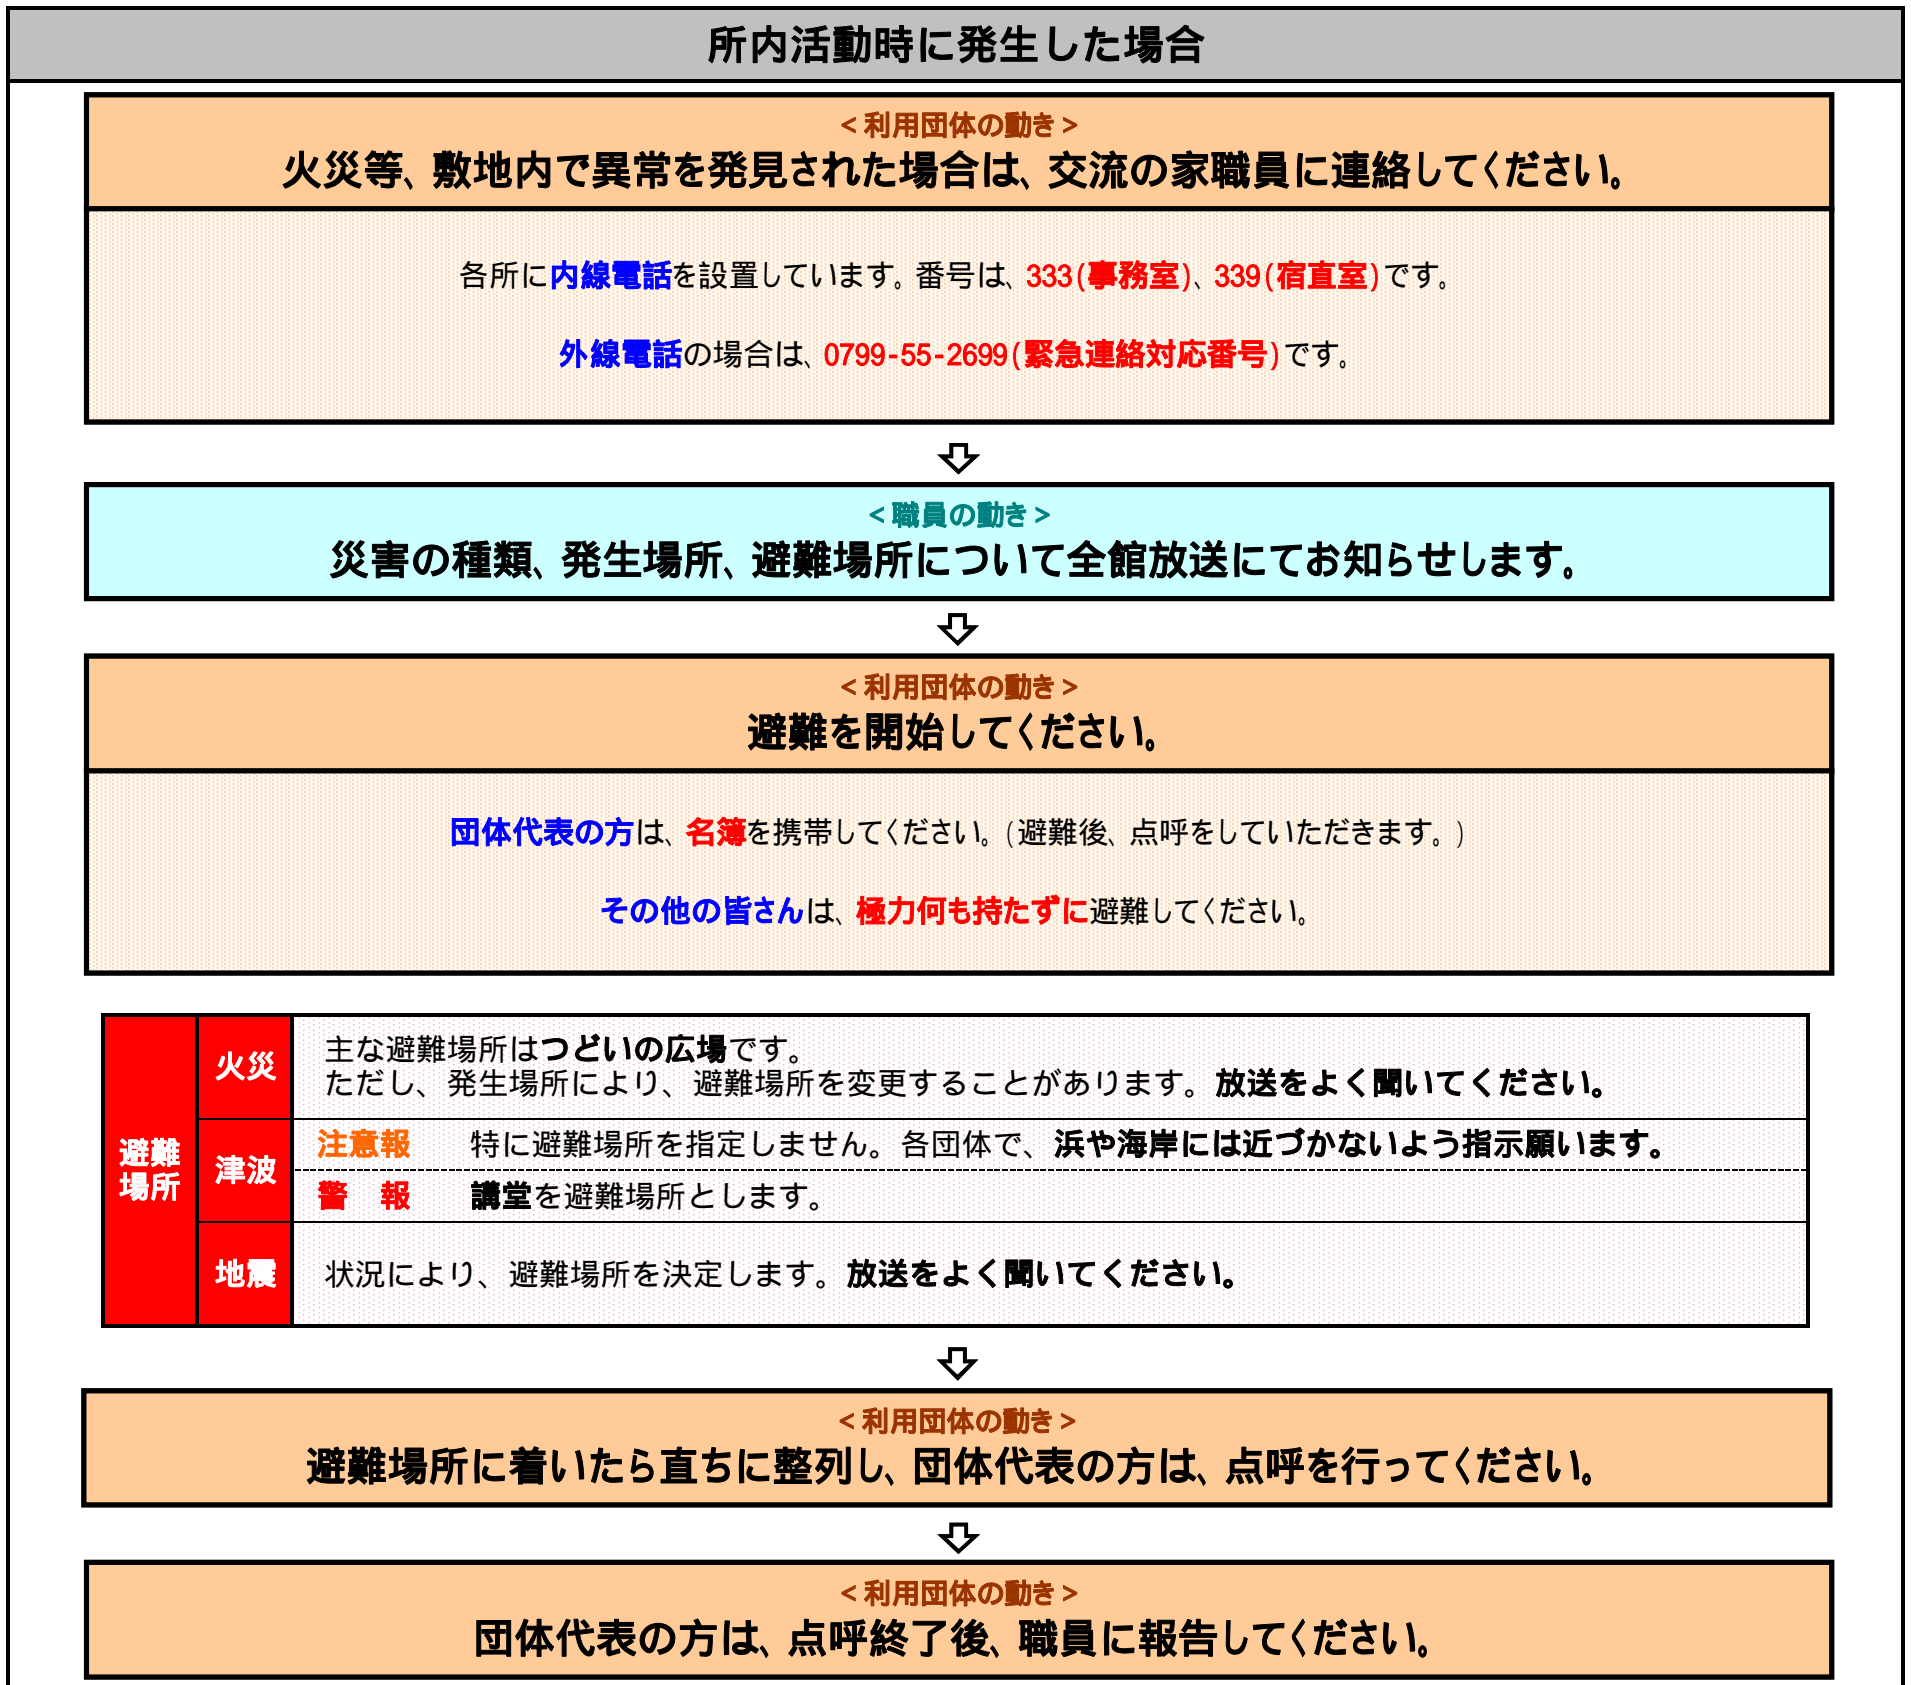 所内活動時に発生した場合
＜利用団体の動き＞
火災等、敷地内で異常を発見された場合は、交流の家職員に連絡してください。
各所に内線電話を設置しています。番号は、333(事務室)、339(宿直室)です。
外線電話の場合は、0799-55-2699(緊急連絡対応番号)です。
＜職員の動き＞
災害の種類、発生場所、避難場所について全館放送にてお知らせします。
＜利用団体の動き＞
避難を開始してください。
団体代表の方は、名簿を携帯してください。(避難後、点呼をしていただきます。)
その他の皆さんは、極力何も持たずに避難してください。
避難
場所
火災
主な避難場所はつどいの広場です。
ただし、発生場所により、避難場所を変更することがあります。放送をよく聞いてください。
津波
注意報　特に避難場所を指定しません。各団体で、浜や海岸には近づかないよう指示願います。
警　報　講堂を避難場所とします。
地震
状況により、避難場所を決定します。放送をよく聞いてください。
＜利用団体の動き＞
避難場所に着いたら直ちに整列し、団体代表の方は、点呼を行ってください。
＜利用団体の動き＞
団体代表の方は、点呼終了後、職員に報告してください。